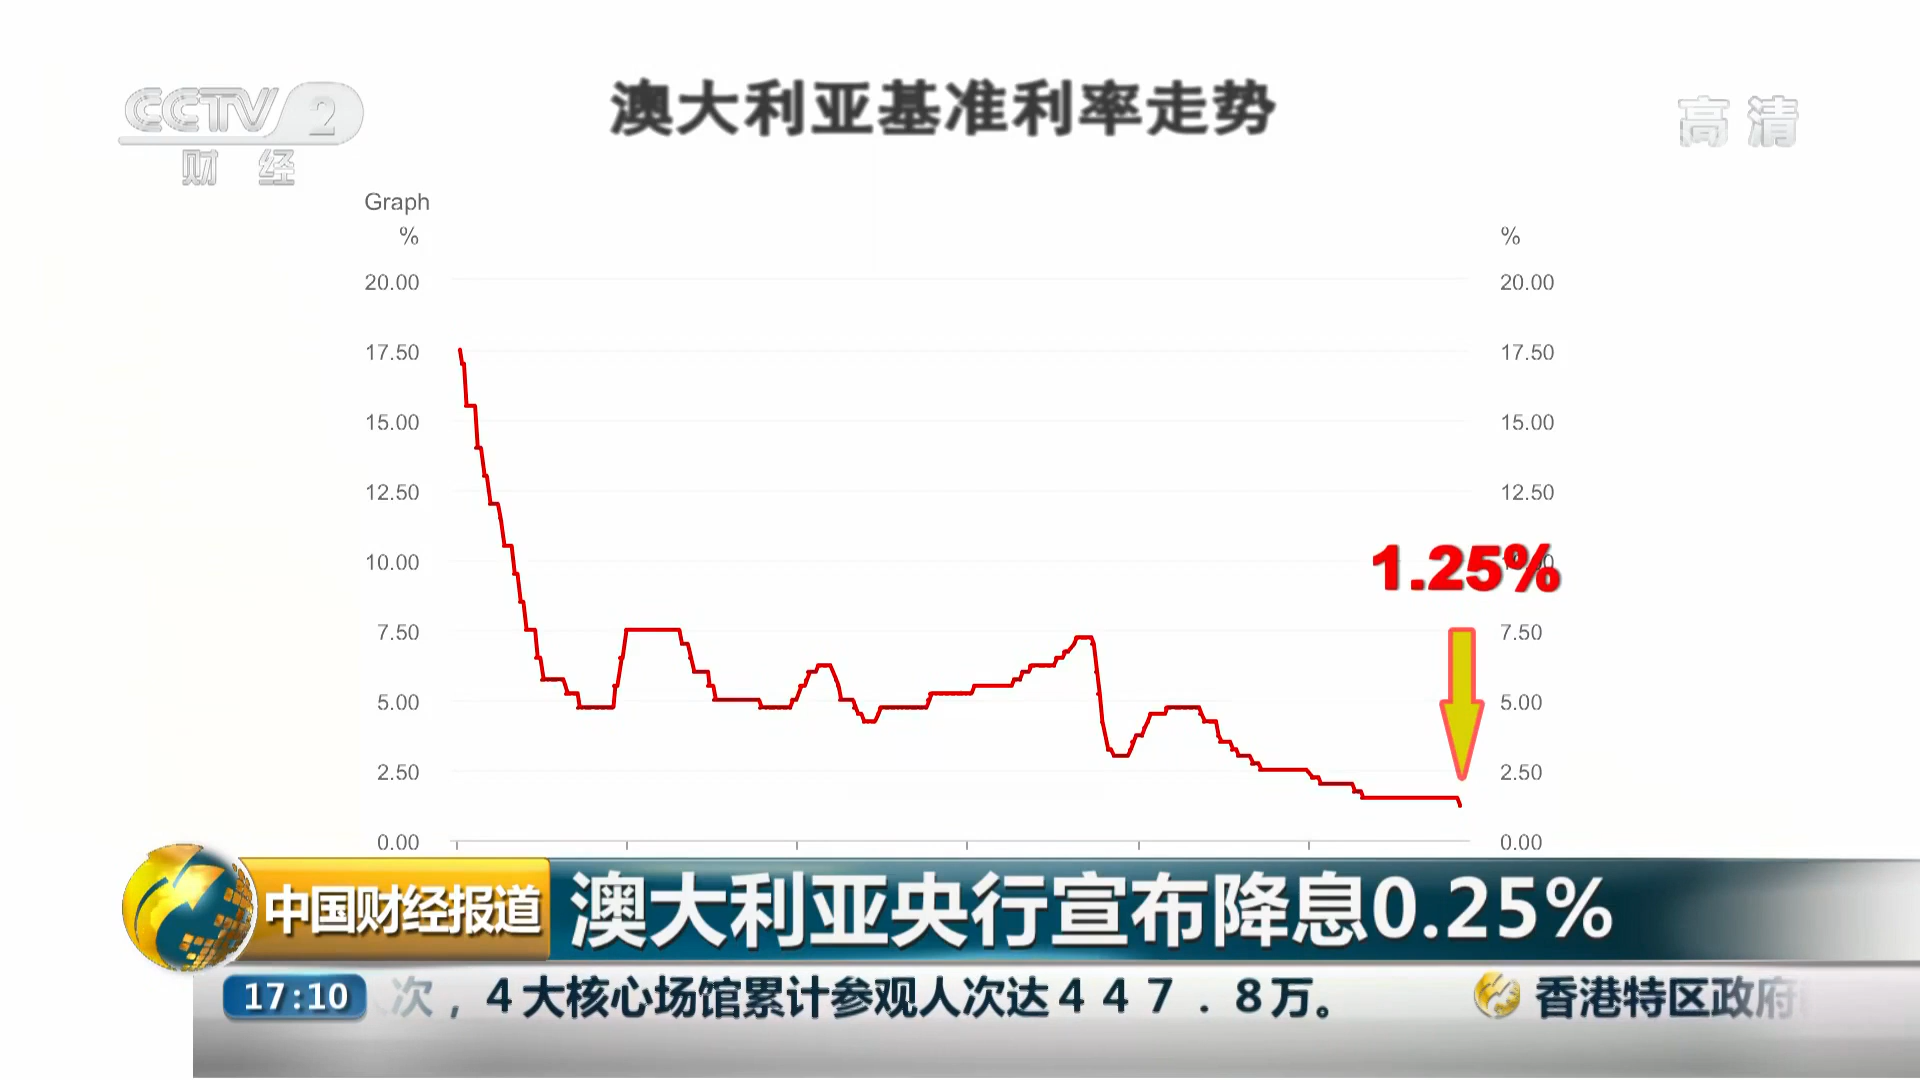 CCTV 2
财 经
澳大利亚基准利率走势
高 清
Graph
% %
20.00 20.00
17.50 17.50
15.00 15.00
12.50 12.50
10.00
1.25%
7.50 7.50
5.00 5.00
2.50 2.50
0.00 0.00
中国财经报道
澳大利亚央行宣布降息0.25%
17:10 次，4大核心场馆累计参观人次达447.8万。 香港特区政府